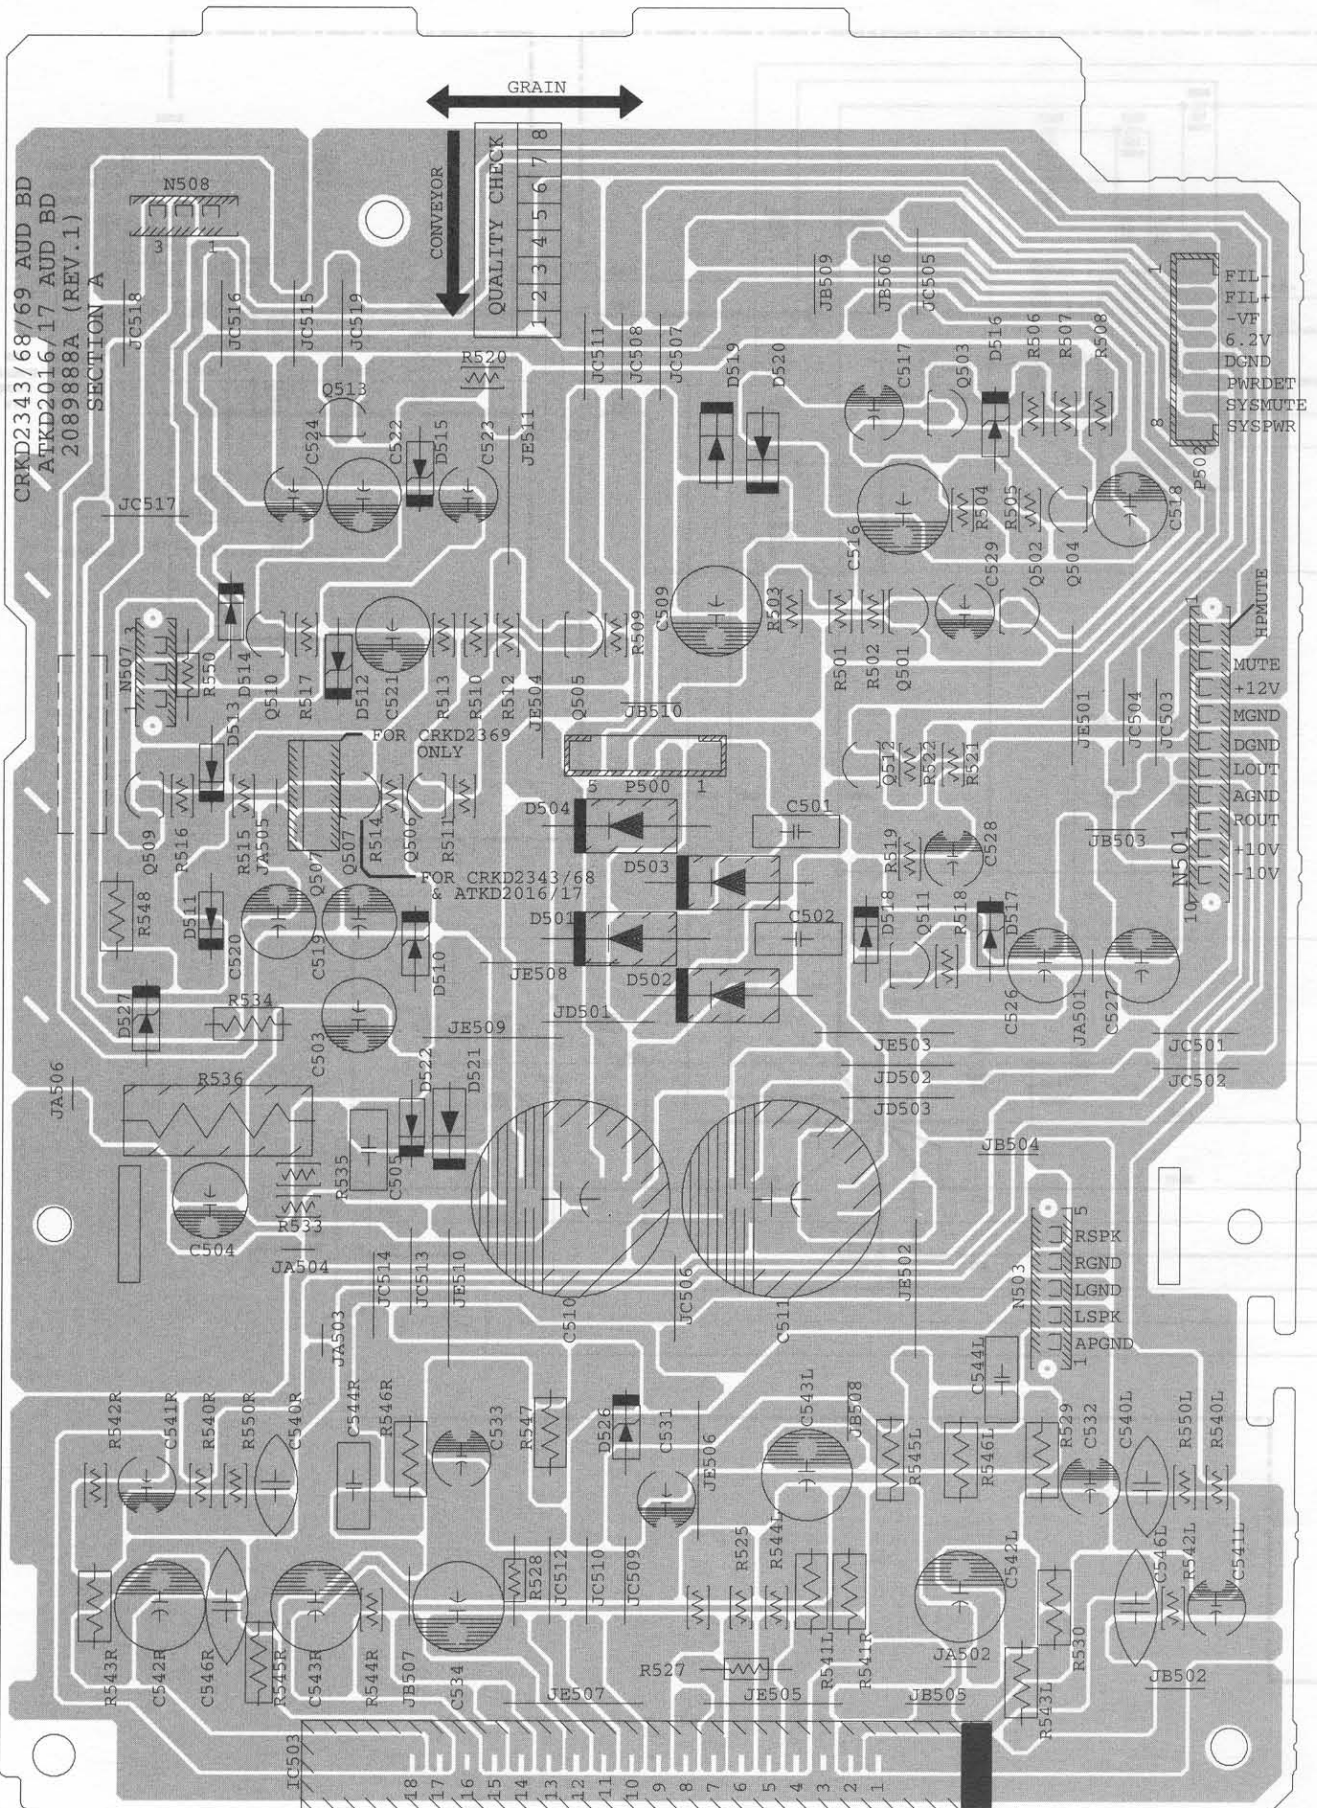 GRAIN
CONVEYOR
QUALITY CHECK
1 2 3 4 5 6 7 8
CRKD2343/68/69 AUD BD
ATKD2016/17 AUD BD
2089888A (REV.1)
SECTION A
N508
3 1
JC518
JC516
JC515
JC519
R520
JC511
JC508
JC507
JB509
JB506
JC505
1
FIL-
FIL+
-VF
6.2V
DGND
PWRDET
SYSMUTE
SYSPWR
8
P502
Q513
C524
C522
D515
C523
JE511
D519
D520
C517
Q503
D516
R506
R507
R508
JC517
C516
R504
R505
C518
C529
Q502
Q504
N507
3
1
R550
D514
Q510
R517
D512
C521
R513
R510
R512
JE504
Q505
R509
JB510
C509
R503
R501
R502
Q501
JE501
JC504
JC503
1
HPMUTE
MUTE
+12V
MGND
DGND
LOUT
AGND
ROUT
+10V
-10V
N501
10
D513
FOR CRKD2369
ONLY
5 P500 1
Q512
R522
R521
Q509
R516
R515
JA505
Q507
Q507
R514
Q506
R511
D504
C501
D503
R519
C528
JB503
FOR CRKD2343/68
& ATKD2016/17
R548
D511
C520
C519
D510
D501
C502
D518
Q511
R518
D517
JE508
D502
C526
JA501
C527
D527
R534
C503
JE509
JD501
JE503
JC501
JD502
JC502
JD503
JA506
R536
D522
D521
JB504
R535
C505
R533
C504
JA504
JC514
JC513
JE510
C510
JC506
C511
JE502
5
RSPK
RGND
LGND
LSPK
APGND
1
N503
JA503
C544L
R542R
C541R
R540R
R550R
C540R
C544R
R546R
C533
R547
D526
C531
JE506
C543L
JB508
R545L
R546L
R529
C532
C540L
R550L
R540L
R528
JC512
JC510
JC509
R525
R544L
C542L
C546L
R542L
C541L
R543R
C542R
C546R
R545R
C543R
R544R
JB507
C534
R527
R541L
R541R
JA502
R530
JE507
JE505
JB505
R543L
JB502
IC503
18 17 16 15 14 13 12 11 10 9 8 7 6 5 4 3 2 1